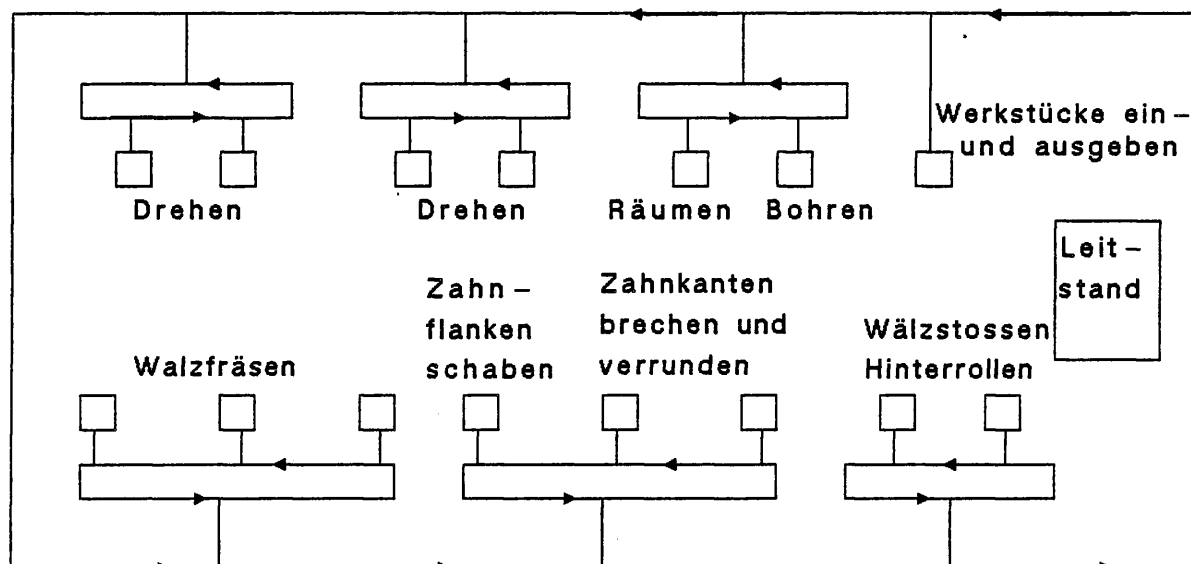 Werkstücke ein–
und ausgeben
Drehen
Drehen
Räumen
Bohren
Leit–
stand
Zahn–
flanken
schaben
Zahnkanten
brechen und
verrunden
Wälzstossen
Hinterrollen
Walzfräsen